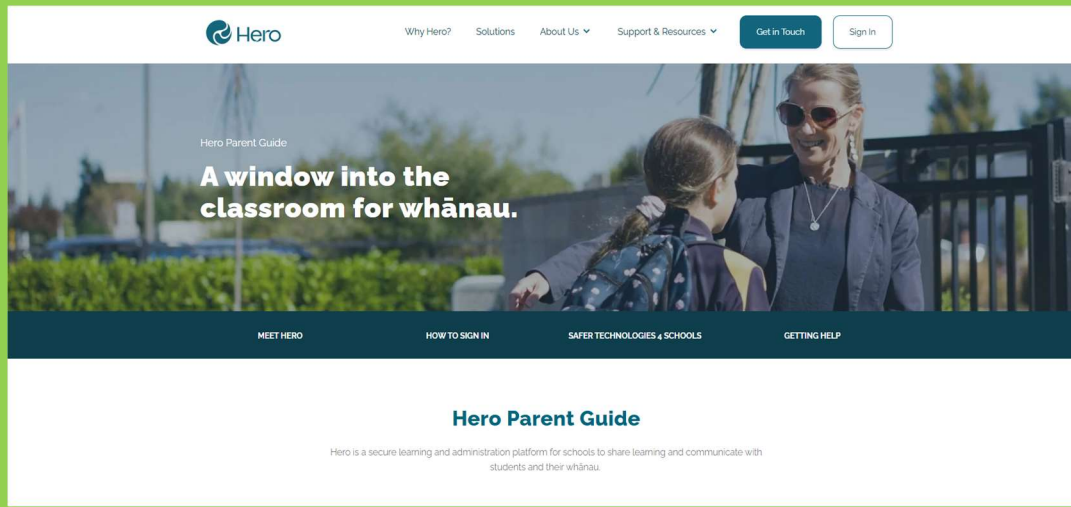 Hero
Why Hero? Solutions About Us Support & Resources Get in Touch Sign In
Hero Parent Guide
A window into the
classroom for whānau.
MEET HERO HOW TO SIGN IN SAFER TECHNOLOGIES 4 SCHOOLS GETTING HELP
Hero Parent Guide
Hero is a secure learning and administration platform for schools to share learning and communicate with
students and their whānau.